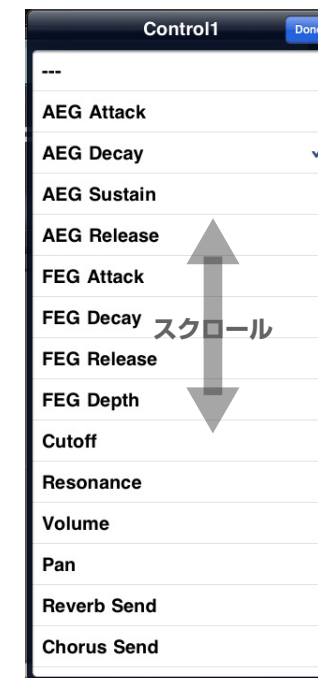 Control1
Done
---
AEG Attack
AEG Decay
AEG Sustain
AEG Release
FEG Attack
FEG Decay
スクロール
FEG Release
FEG Depth
Cutoff
Resonance
Volume
Pan
Reverb Send
Chorus Send